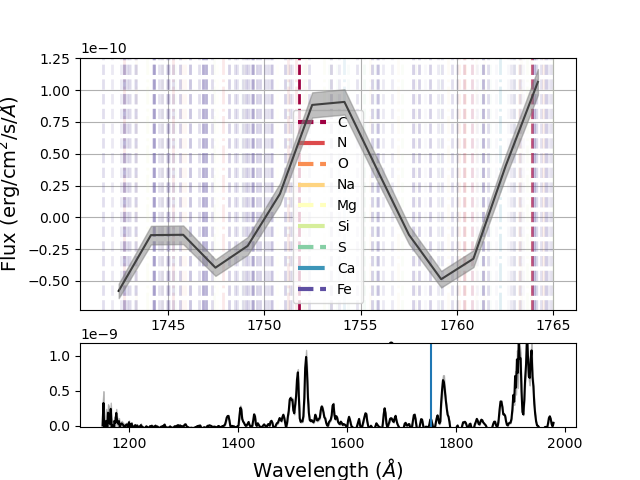 1e−10
1.25
1.00
0.75
0.50
0.25
0.00
−0.25
−0.50
Flux (erg/cm²/s/Å)
C
N
O
Na
Mg
Si
S
Ca
Fe
1745 1750 1755 1760 1765
1e−9
1.0
0.5
0.0
1200 1400 1600 1800 2000
Wavelength (Å)